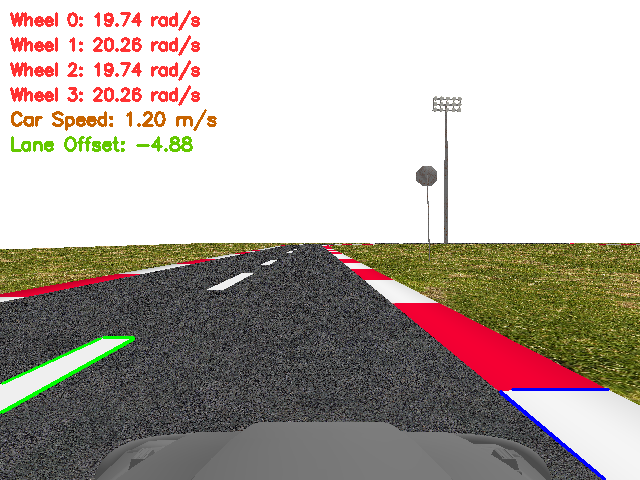 Wheel 0: 19.74 rad/s
Wheel 1: 20.26 rad/s
Wheel 2: 19.74 rad/s
Wheel 3: 20.26 rad/s
Car Speed: 1.20 m/s
Lane Offset: -4.88